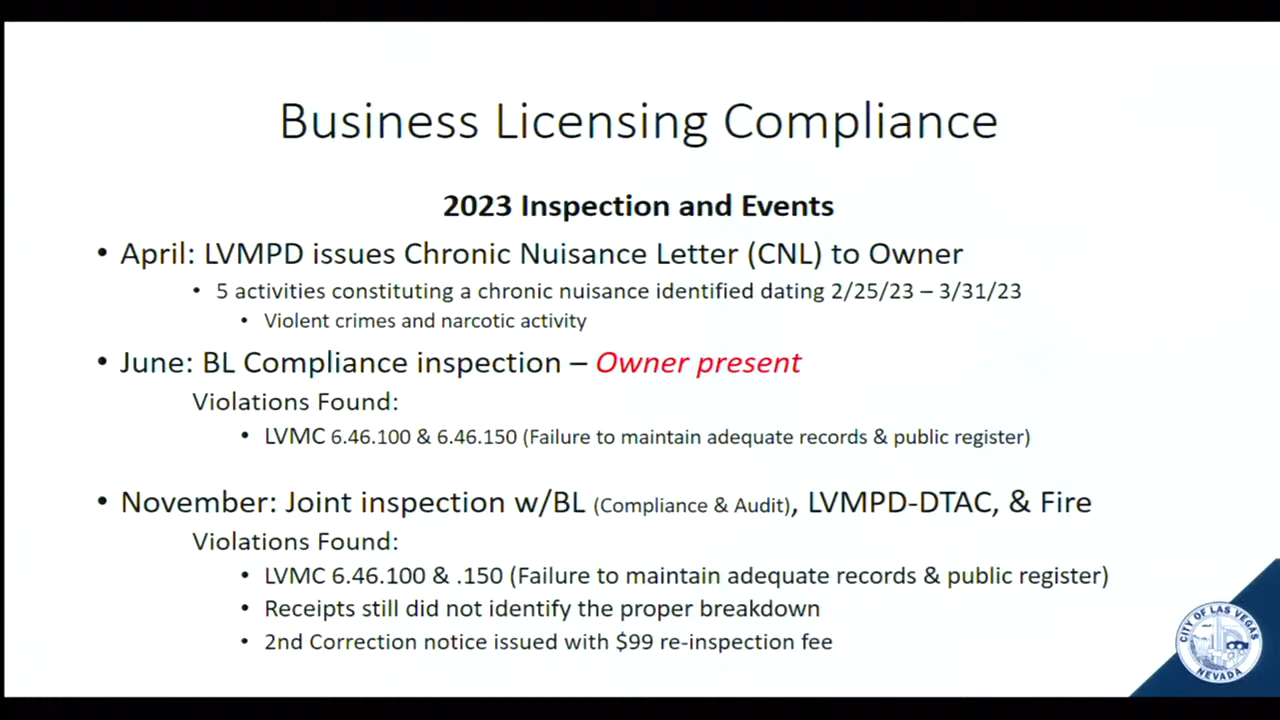 Business Licensing Compliance
2023 Inspection and Events
• April: LVMPD issues Chronic Nuisance Letter (CNL) to Owner
• 5 activities constituting a chronic nuisance identified dating 2/25/23 – 3/31/23
• Violent crimes and narcotic activity
• June: BL Compliance inspection – Owner present
Violations Found:
• LVMC 6.46.100 & 6.46.150 (Failure to maintain adequate records & public register)
• November: Joint inspection w/BL (Compliance & Audit), LVMPD-DTAC, & Fire
Violations Found:
• LVMC 6.46.100 & .150 (Failure to maintain adequate records & public register)
• Receipts still did not identify the proper breakdown
• 2nd Correction notice issued with $99 re-inspection fee
CITY OF LAS VEGAS
NEVADA